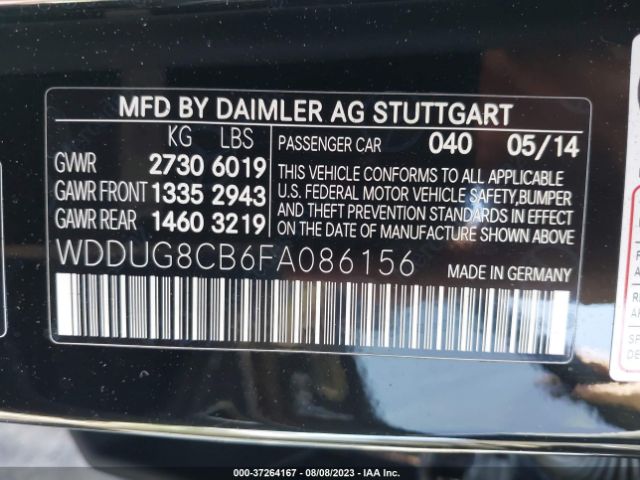 MFD BY DAIMLER AG STUTTGART
KG LBS
GVWR 2730 6019
GAWR FRONT 1335 2943
GAWR REAR 1460 3219
PASSENGER CAR 040 05/14
THIS VEHICLE CONFORMS TO ALL APPLICABLE
U.S. FEDERAL MOTOR VEHICLE SAFETY,BUMPER
AND THEFT PREVENTION STANDARDS IN EFFECT
ON THE DATE OF MANUFACTURE SHOWN ABOVE.
WDDUG8CB6FA086156 MADE IN GERMANY
000-37264167 - 08/08/2023 - IAA Inc.